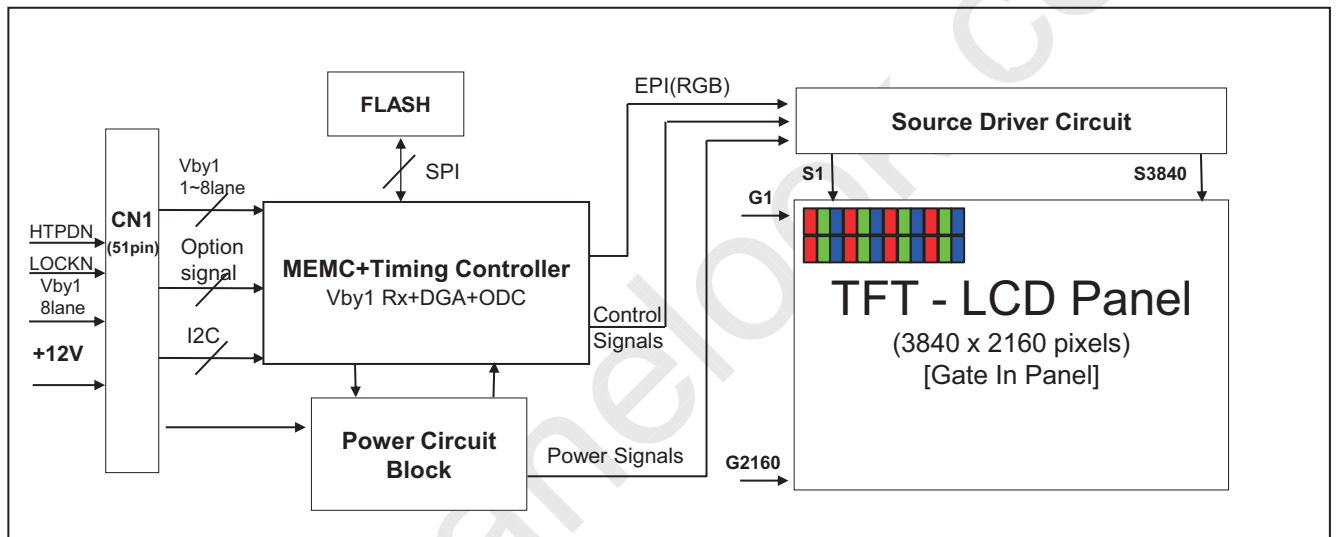 FLASH
SPI
CN1
(51pin)
HTPDN
LOCKN
Vby1
8lane
+12V
Vby1
1~8lane
Option
signal
I2C
MEMC+Timing Controller
Vby1 Rx+DGA+ODC
Power Circuit
Block
EPI(RGB)
Control
Signals
Power Signals
Source Driver Circuit
S1
S3840
G1
G2160
TFT - LCD Panel
(3840 x 2160 pixels)
[Gate In Panel]